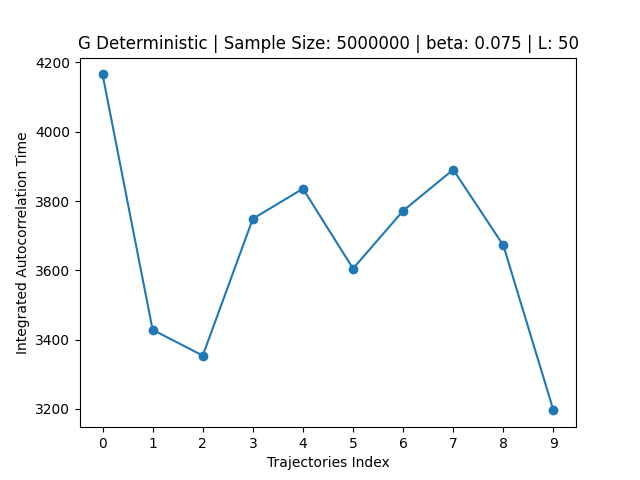 G Deterministic | Sample Size: 5000000 | beta: 0.075 | L: 50
4200
4000
3800
3600
3400
3200
Integrated Autocorrelation Time
0 1 2 3 4 5 6 7 8 9
Trajectories Index